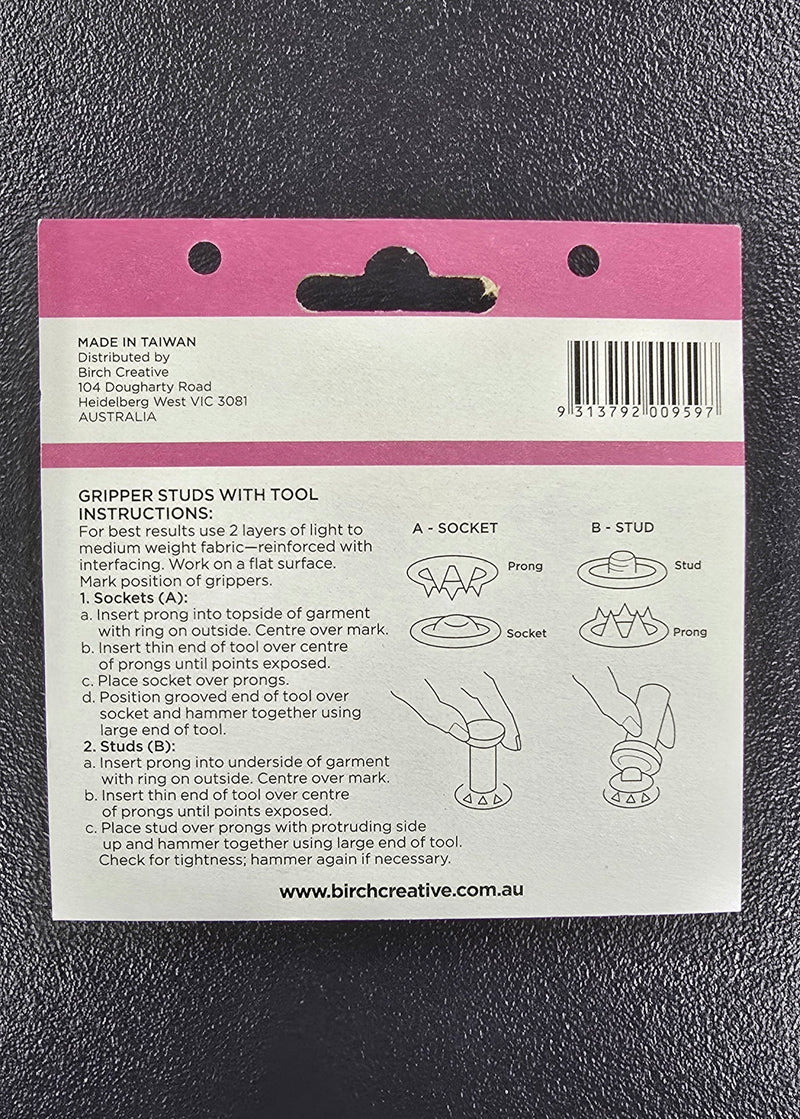 MADE IN TAIWAN
Distributed by
Birch Creative
104 Dougharty Road
Heidelberg West VIC 3081
AUSTRALIA
9 313792 009597
GRIPPER STUDS WITH TOOL
INSTRUCTIONS:
For best results use 2 layers of light to
medium weight fabric—reinforced with
interfacing. Work on a flat surface.
Mark position of grippers.
1. Sockets (A):
a. Insert prong into topside of garment
with ring on outside. Centre over mark.
b. Insert thin end of tool over centre
of prongs until points exposed.
c. Place socket over prongs.
d. Position grooved end of tool over
socket and hammer together using
large end of tool.
2. Studs (B):
a. Insert prong into underside of garment
with ring on outside. Centre over mark.
b. Insert thin end of tool over centre
of prongs until points exposed.
c. Place stud over prongs with protruding side
up and hammer together using large end of tool.
Check for tightness; hammer again if necessary.
A - SOCKET
Prong
Socket
B - STUD
Stud
Prong
www.birchcreative.com.au